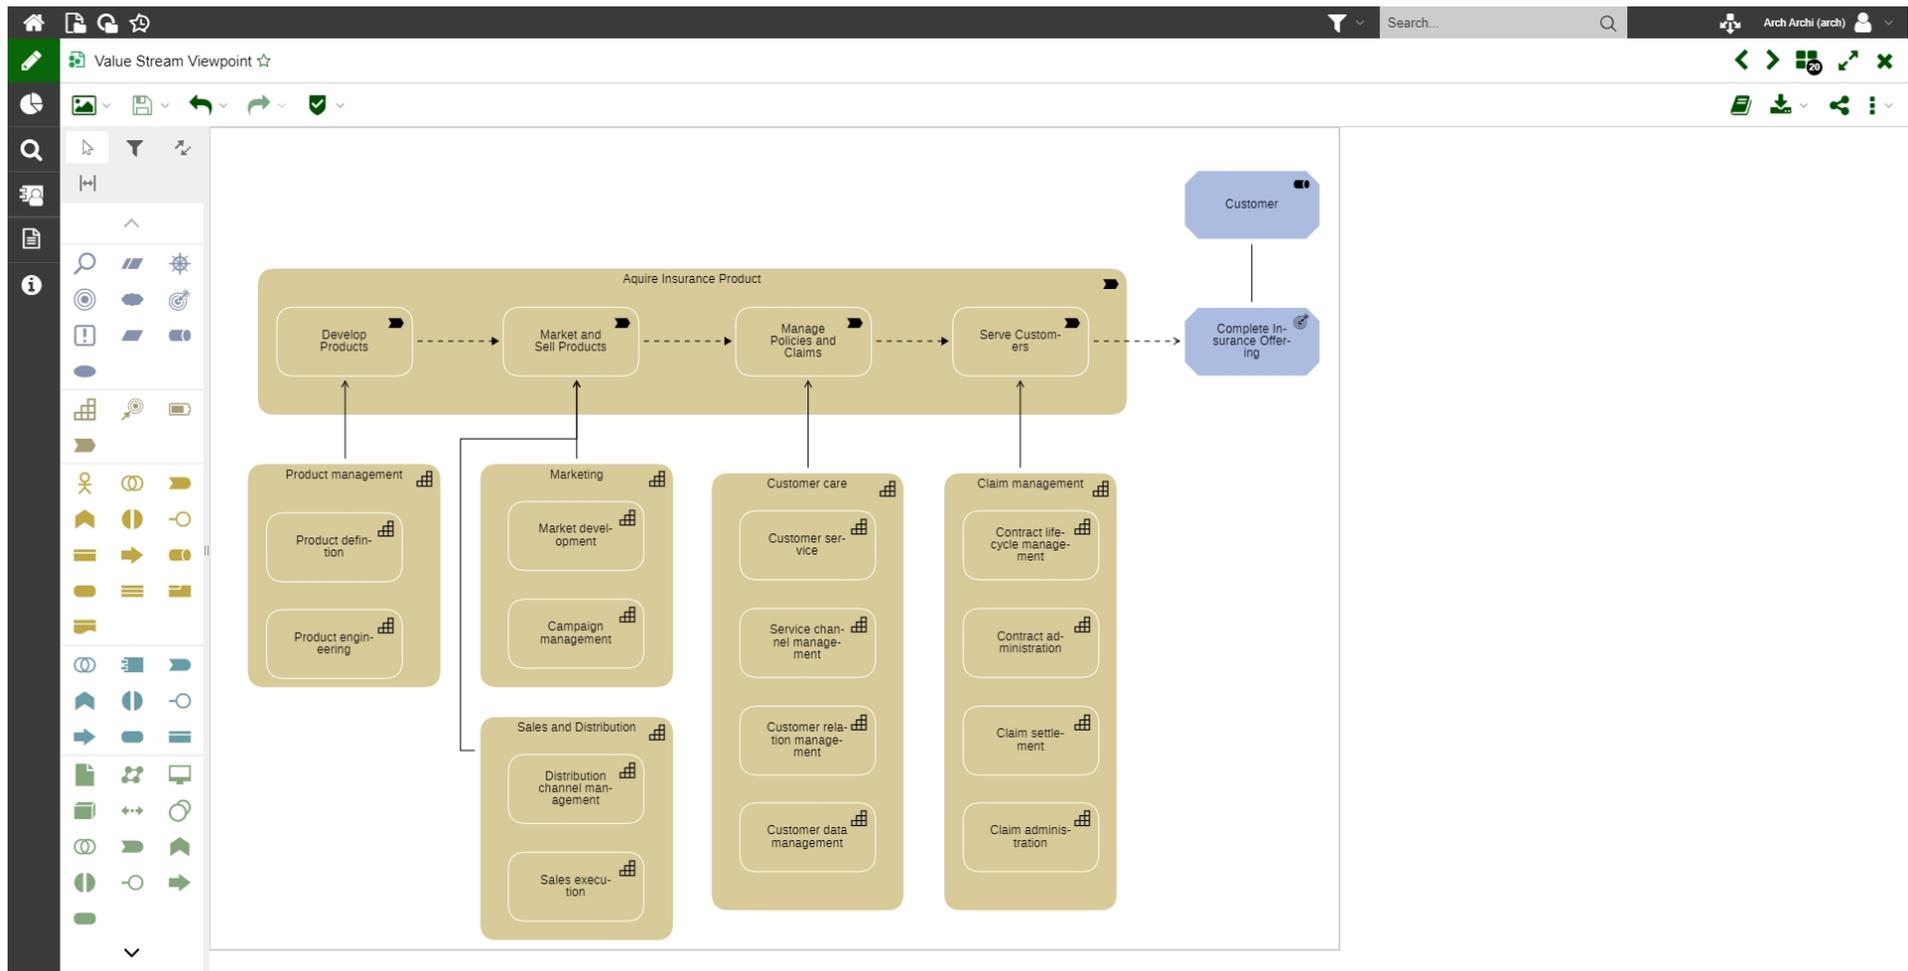 Search...
Arch Archi (arch)
Value Stream Viewpoint
20
Customer
Aquire Insurance Product
Develop
Products
Market and
Sell Products
Manage
Policies and
Claims
Serve Custom-
ers
Complete In-
surance Offer-
ing
Product management
Product defin-
tion
Product engin-
eering
Marketing
Market devel-
opment
Campaign
management
Sales and Distribution
Distribution
channel man-
agement
Sales execu-
tion
Customer care
Customer ser-
vice
Service chan-
nel manage-
ment
Customer rela-
tion manage-
ment
Customer data
management
Claim management
Contract life-
cycle manage-
ment
Contract ad-
ministration
Claim settle-
ment
Claim adminis-
tration